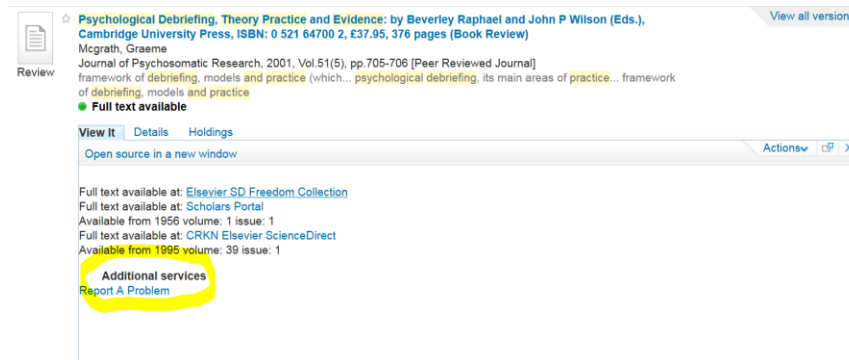 View all version
Psychological Debriefing, Theory Practice and Evidence: by Beverley Raphael and John P Wilson (Eds.),
Cambridge University Press, ISBN: 0 521 64700 2, £37.95, 376 pages (Book Review)
Mcgrath, Graeme
Journal of Psychosomatic Research, 2001, Vol.51(5), pp.705-706 [Peer Reviewed Journal]
framework of debriefing, models and practice (which... psychological debriefing, its main areas of practice... framework
of debriefing, models and practice
Full text available
Review
View It Details Holdings
Open source in a new window
Actions
Full text available at: Elsevier SD Freedom Collection
Full text available at: Scholars Portal
Available from 1956 volume: 1 issue: 1
Full text available at: CRKN Elsevier ScienceDirect
Available from 1995 volume: 39 issue: 1
Additional services
Report A Problem